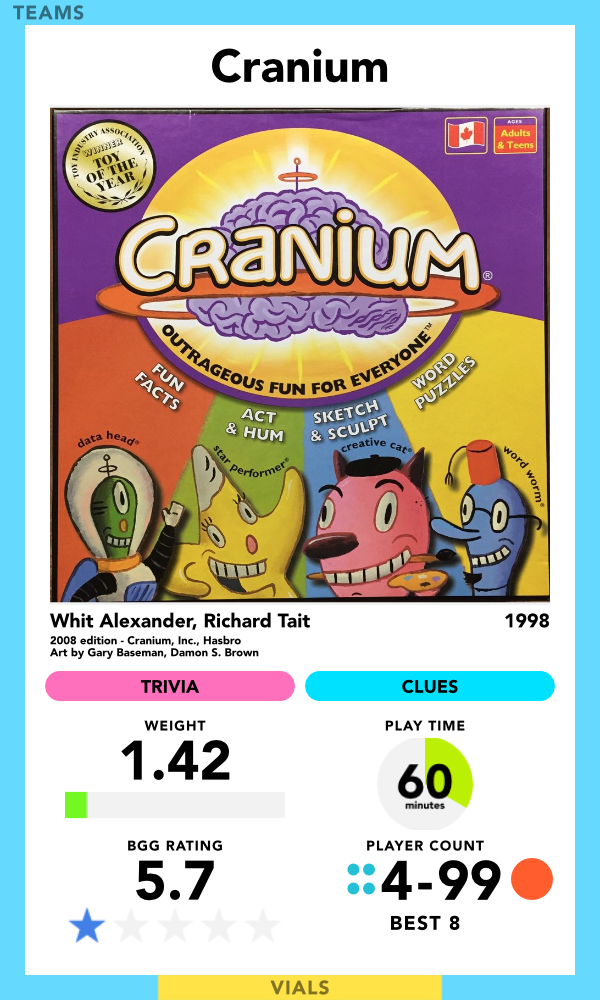 TEAMS
Cranium
TOY INDUSTRY ASSOCIATION
WINNER
TOY
OF THE
YEAR
AGES
Adults
& Teens
CRANIUM®
OUTRAGEOUS FUN FOR EVERYONE™
FUN
FACTS
ACT
& HUM
SKETCH
& SCULPT
WORD
PUZZLES
data head®
star performer®
creative cat®
word worm®
Whit Alexander, Richard Tait 1998
2008 edition - Cranium, Inc., Hasbro
Art by Gary Baseman, Damon S. Brown
TRIVIA CLUES
WEIGHT PLAY TIME
1.42 60
minutes
BGG RATING PLAYER COUNT
5.7 4-99
BEST 8
VIALS